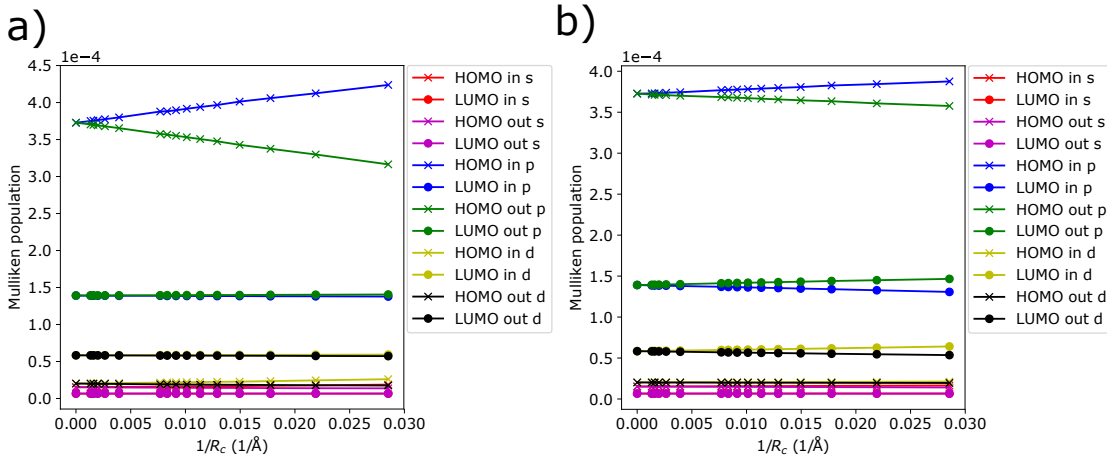 a)
1e−4
Mulliken population
4.5
4.0
3.5
3.0
2.5
2.0
1.5
1.0
0.5
0.0
0.000 0.005 0.010 0.015 0.020 0.025 0.030
1/Rc (1/Å)
HOMO in s
LUMO in s
HOMO out s
LUMO out s
HOMO in p
LUMO in p
HOMO out p
LUMO out p
HOMO in d
LUMO in d
HOMO out d
LUMO out d
b)
1e−4
Mulliken population
4.0
3.5
3.0
2.5
2.0
1.5
1.0
0.5
0.0
0.000 0.005 0.010 0.015 0.020 0.025 0.030
1/Rc (1/Å)
HOMO in s
LUMO in s
HOMO out s
LUMO out s
HOMO in p
LUMO in p
HOMO out p
LUMO out p
HOMO in d
LUMO in d
HOMO out d
LUMO out d